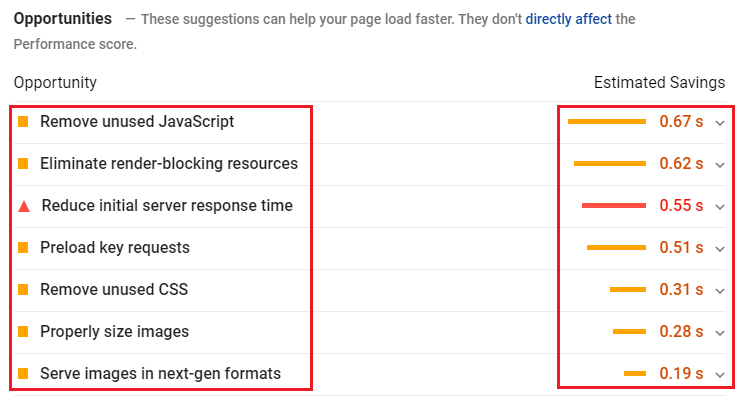 Opportunities — These suggestions can help your page load faster. They don't directly affect the
Performance score.
Opportunity Estimated Savings
Remove unused JavaScript 0.67 s
Eliminate render-blocking resources 0.62 s
Reduce initial server response time 0.55 s
Preload key requests 0.51 s
Remove unused CSS 0.31 s
Properly size images 0.28 s
Serve images in next-gen formats 0.19 s